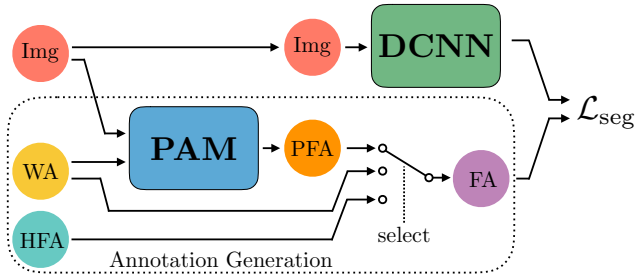 Img
Img
DCNN
ℒseg
WA
PAM
PFA
FA
HFA
select
Annotation Generation